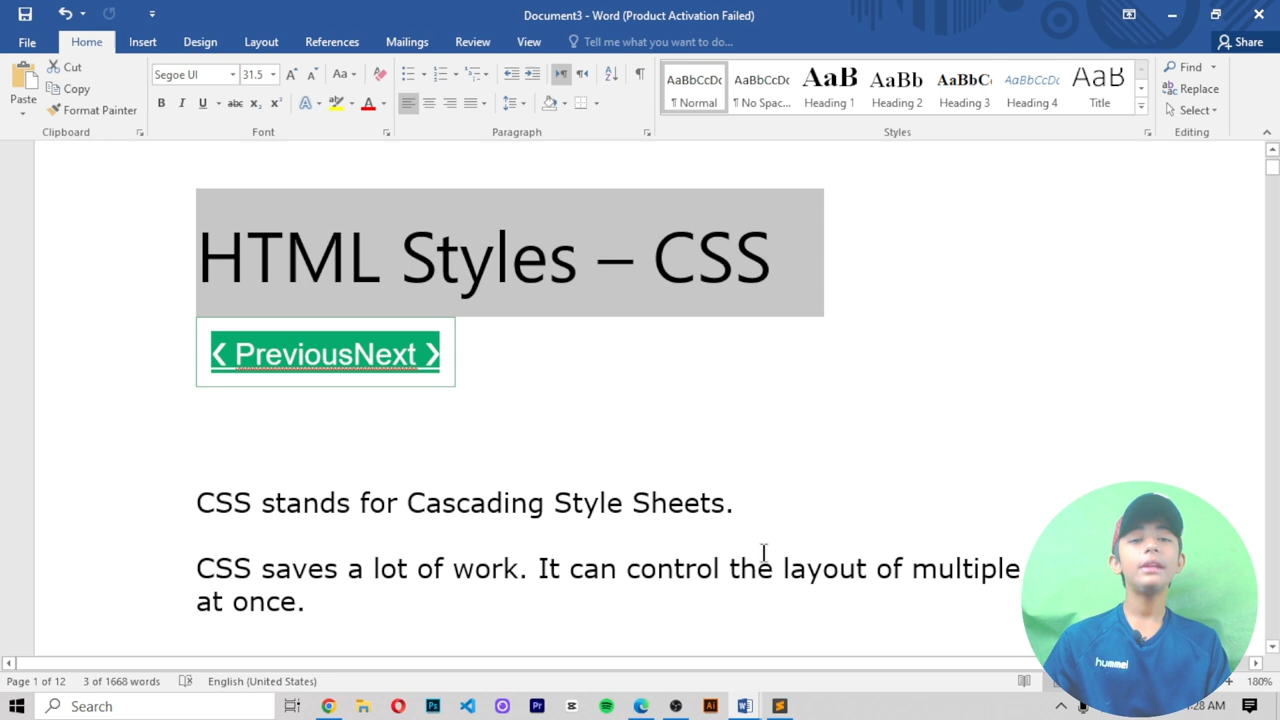 Document3 - Word (Product Activation Failed)
File Home Insert Design Layout References Mailings Review View Tell me what you want to do... Share
Paste
Cut
Copy
Format Painter
Clipboard
Segoe UI 31.5
Font
Paragraph
AaBbCcDc AaBbCcDc AaB AaBb AaBbC AaBbCcDc AaB
¶ Normal ¶ No Spac... Heading 1 Heading 2 Heading 3 Heading 4 Title
Styles
Find
Replace
Select
Editing
HTML Styles – CSS
❮ PreviousNext ❯
CSS stands for Cascading Style Sheets.
CSS saves a lot of work. It can control the layout of multiple
at once.
hummel
Page 1 of 12 3 of 1668 words English (United States) 180%
Search
:28 AM